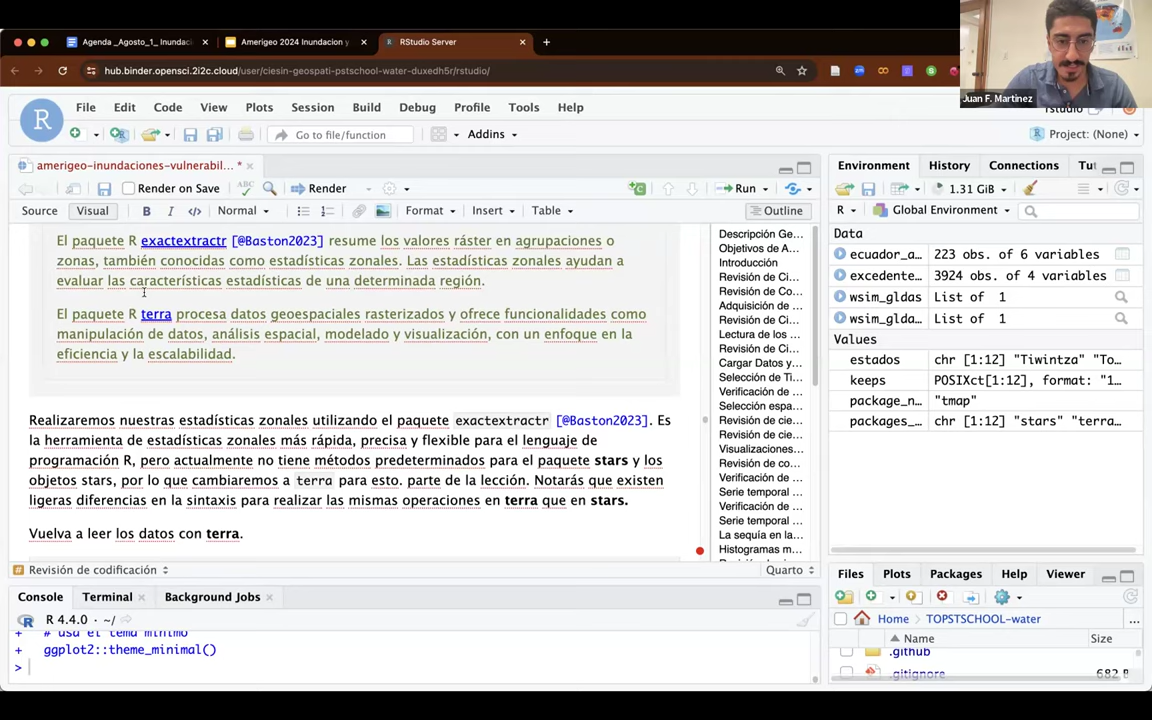 Agenda _Agosto_1_ Inundaci
Amerigeo 2024 Inundacion y
RStudio Server
hub.binder.opensci.2i2c.cloud/user/ciesin-geospati-pstschool-water-duxedh5r/rstudio/
Juan F. Martinez
R
File Edit Code View Plots Session Build Debug Profile Tools Help
rstudio
Go to file/function
Addins
Project: (None)
amerigeo-inundaciones-vulnerabil... *
Render on Save
ABC
Render
Run
Source Visual
B I </> Normal
Format Insert Table
Outline
El paquete R exactextractr [@Baston2023] resume los valores ráster en agrupaciones o
zonas, también conocidas como estadísticas zonales. Las estadísticas zonales ayudan a
evaluar las características estadísticas de una determinada región.
El paquete R terra procesa datos geoespaciales rasterizados y ofrece funcionalidades como
manipulación de datos, análisis espacial, modelado y visualización, con un enfoque en la
eficiencia y la escalabilidad.
Realizaremos nuestras estadísticas zonales utilizando el paquete exactextractr [@Baston2023]. Es
la herramienta de estadísticas zonales más rápida, precisa y flexible para el lenguaje de
programación R, pero actualmente no tiene métodos predeterminados para el paquete stars y los
objetos stars, por lo que cambiaremos a terra para esto. parte de la lección. Notarás que existen
ligeras diferencias en la sintaxis para realizar las mismas operaciones en terra que en stars.
Vuelva a leer los datos con terra.
Descripción Ge...
Objetivos de A...
Introducción
Revisión de Ci...
Revisión de Co...
Adquisición de ...
Revisión de Ci...
Lectura de los ...
Revisión de Ci...
Cargar Datos y...
Selección de Ti...
Verificación de ...
Selección espa...
Revisión de cie...
Revisión de cie...
Visualizaciones...
Revisión de co...
Verificación de ...
Serie temporal ...
Verificación de ...
Serie temporal ...
La sequía en la...
Histogramas m...
# Revisión de codificación
Quarto
Console Terminal Background Jobs
R 4.4.0 · ~/
+ # usa el tema mínimo
+ ggplot2::theme_minimal()
>
Environment History Connections Tut
1.31 GiB
R Global Environment
Data
ecuador_a... 223 obs. of 6 variables
excedente... 3924 obs. of 4 variables
wsim_gldas List of 1
wsim_glda... List of 1
Values
estados chr [1:12] "Tiwintza" "To...
keeps POSIXct[1:12], format: "1...
package_n... "tmap"
packages_... chr [1:12] "stars" "terra...
Files Plots Packages Help Viewer
Home TOPSTSCHOOL-water ...
Name Size
.github
.gitignore 682 B